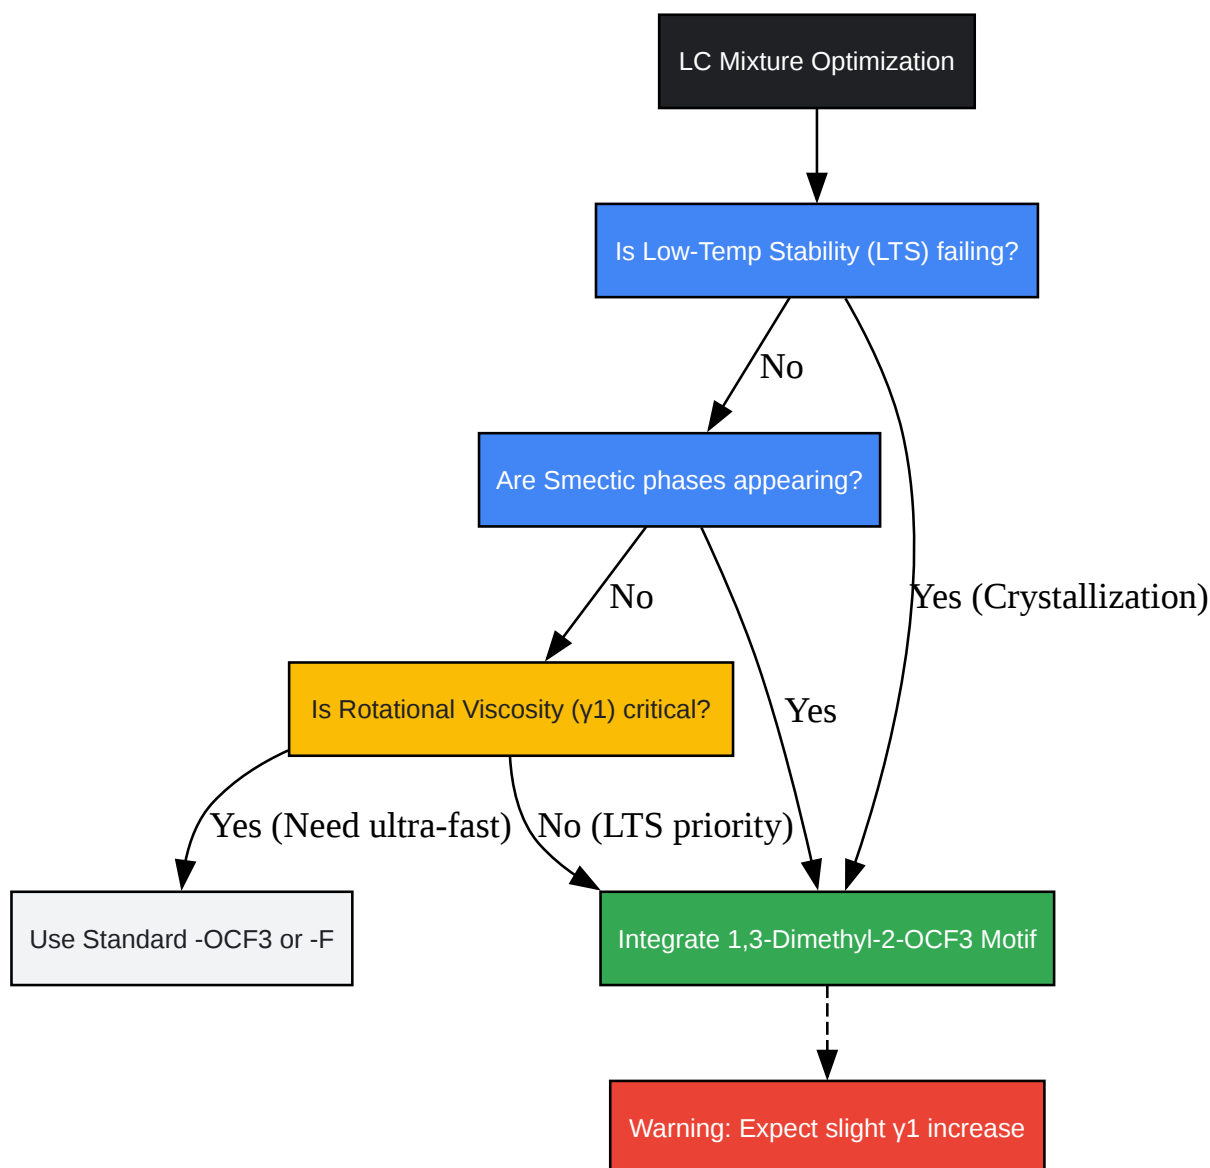 LC Mixture Optimization
Is Low-Temp Stability (LTS) failing?
No
Are Smectic phases appearing?
No
Yes (Crystallization)
Is Rotational Viscosity (γ1) critical?
Yes
Yes (Need ultra-fast)
No (LTS priority)
Use Standard -OCF3 or -F
Integrate 1,3-Dimethyl-2-OCF3 Motif
Warning: Expect slight γ1 increase